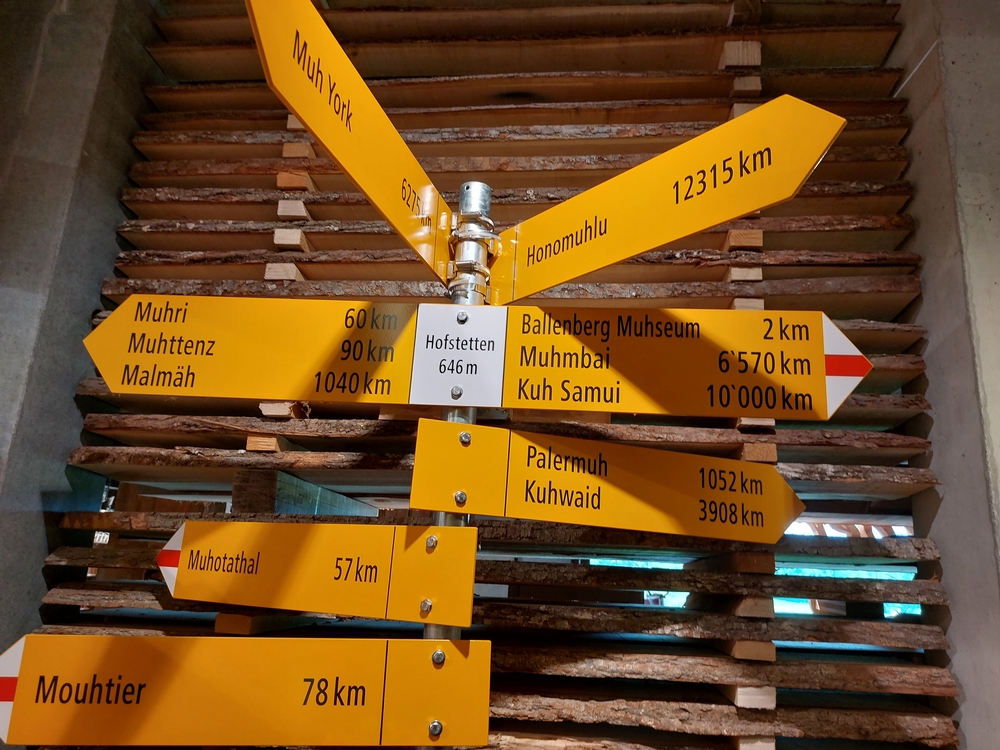 Muh York
6275 km
Honomuhlu 12315 km
Muhri 60 km
Muhttenz 90 km
Malmäh 1040 km
Hofstetten
646 m
Ballenberg Muhseum 2 km
Muhmbai 6`570 km
Kuh Samui 10`000 km
Palermuh 1052 km
Kuhwaid 3908 km
Muhotathal 57 km
Mouhtier 78 km